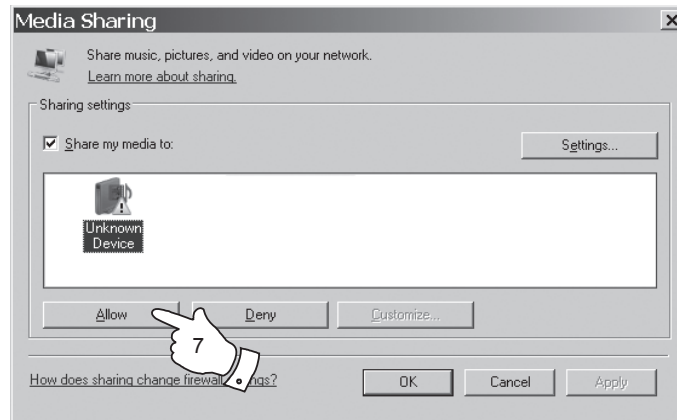 Media Sharing
Share music, pictures, and video on your network.
Learn more about sharing.
Sharing settings
Share my media to:
Settings...
Unknown
Device
Allow
Deny
Customize...
7
How does sharing change firewall settings?
OK
Cancel
Apply